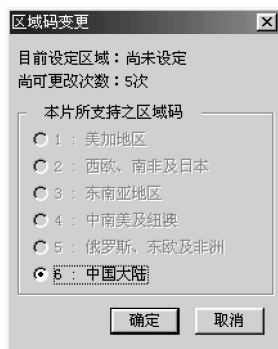 区域码变更
目前设定区域：尚未设定
尚可更改次数：5次
本片所支持之区域码
1 : 美加地区
2 : 西欧、南非及日本
3 : 东南亚地区
4 : 中南美及纽澳
5 : 俄罗斯、东欧及非洲
6 : 中国大陆
确定 取消